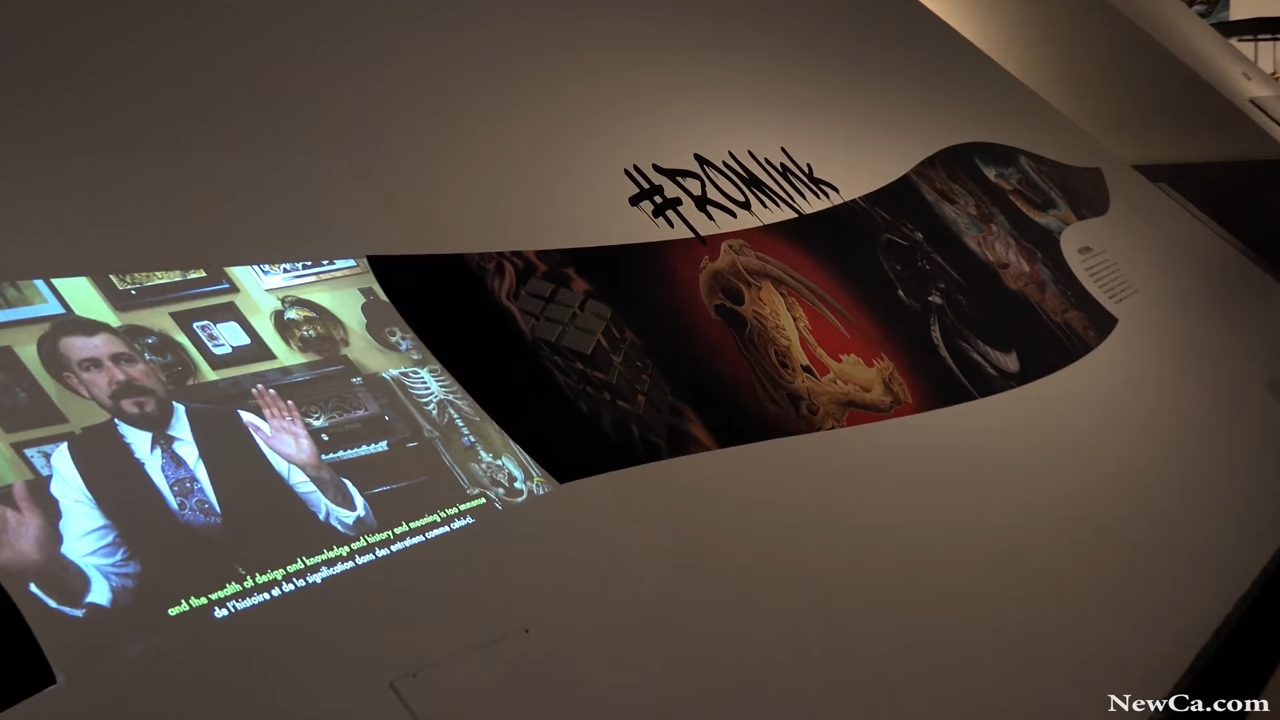 #ROMInk
and the wealth of design and knowledge and history and meaning is too immense
de l'histoire et de la signification dans des entretiens comme celui-ci.
NewCa.com